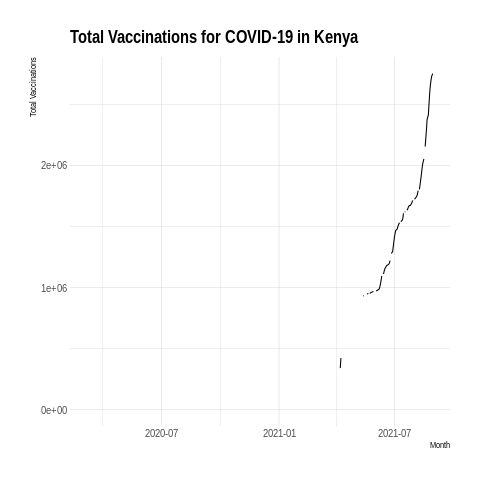 Total Vaccinations for COVID-19 in Kenya
Total Vaccinations
2e+06
1e+06
0e+00
2020-07 2021-01 2021-07
Month